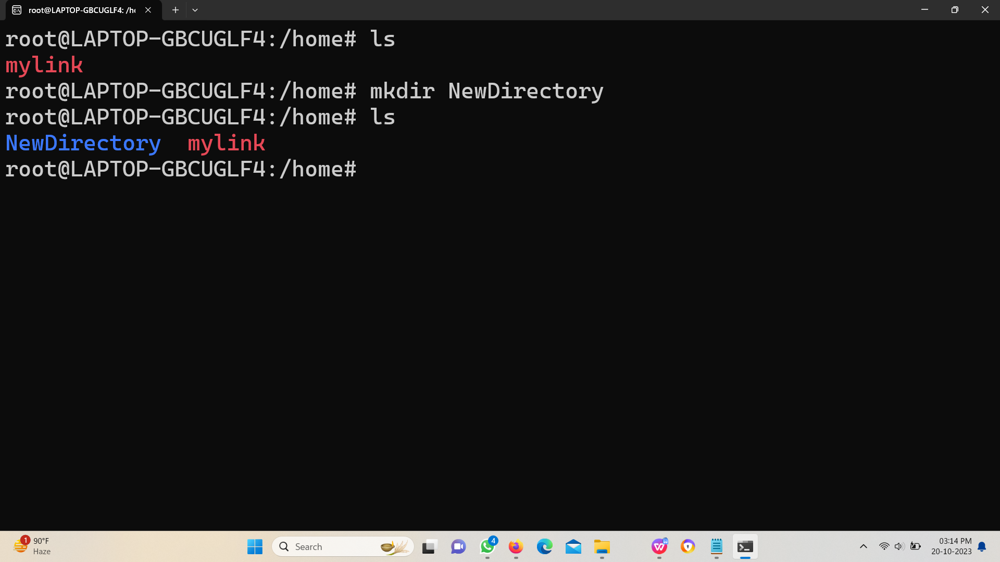 root@LAPTOP-GBCUGLF4: /h
root@LAPTOP-GBCUGLF4:/home# ls
mylink
root@LAPTOP-GBCUGLF4:/home# mkdir NewDirectory
root@LAPTOP-GBCUGLF4:/home# ls
NewDirectory  mylink
root@LAPTOP-GBCUGLF4:/home#
1
90°F
Haze
Search
4
03:14 PM
20-10-2023